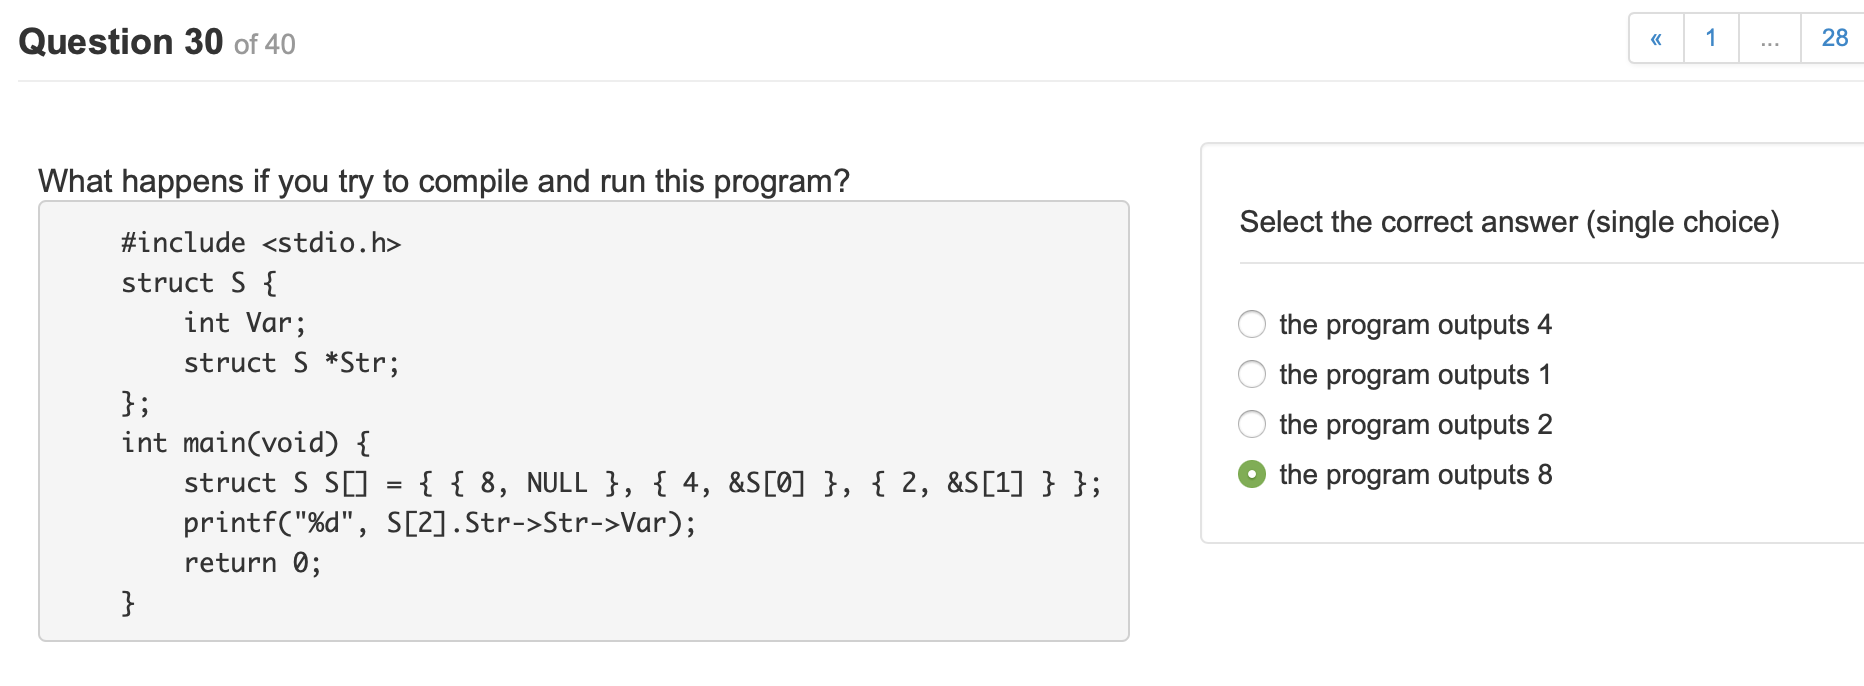 Question 30 of 40
« 1 ... 28
What happens if you try to compile and run this program?
#include <stdio.h>
struct S {
    int Var;
    struct S *Str;
};
int main(void) {
    struct S S[] = { { 8, NULL }, { 4, &S[0] }, { 2, &S[1] } };
    printf("%d", S[2].Str->Str->Var);
    return 0;
}
Select the correct answer (single choice)
the program outputs 4
the program outputs 1
the program outputs 2
the program outputs 8